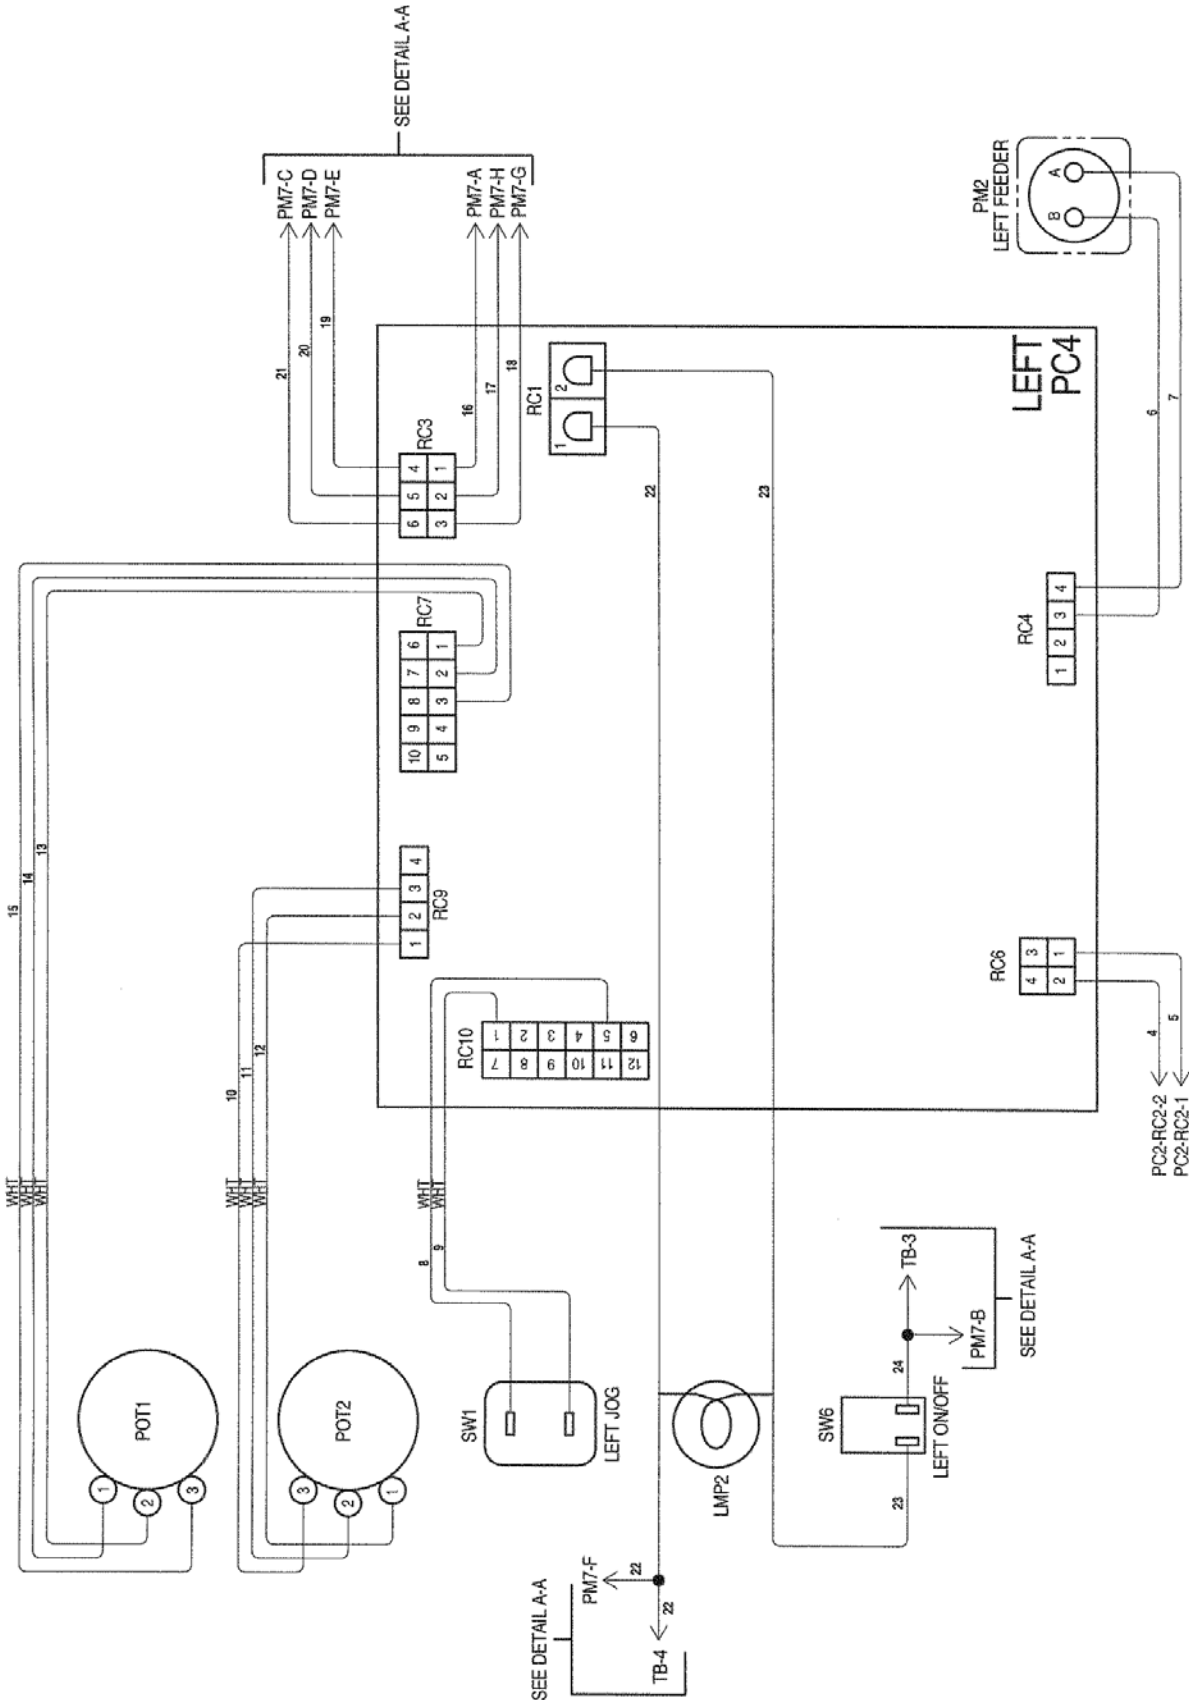 SEE DETAIL A-A
PM7-C
PM7-D
PM7-E
PM7-A
PM7-H
PM7-G
21
20
19
16
17
18
RC3
6 5 4
3 2 1
RC1
1 2
22
23
LEFT
PC4
PM2
LEFT FEEDER
B A
6
7
RC4
1 2 3 4
RC7
10 9 8 7 6
5 4 3 2 1
15
14
13
RC9
1 2 3 4
10
11
12
RC10
1 2 3 4 5 6
7 8 9 10 11 12
RC6
4 3
2 1
4
5
PC2-RC2-2
PC2-RC2-1
WHT
WHT
WHT
WHT
WHT
WHT
WHT
WHT
8
9
POT1
1
2
3
POT2
3
2
1
SW1
LEFT JOG
LMP2
SW6
LEFT ON/OFF
23
24
TB-3
PM7-B
SEE DETAIL A-A
SEE DETAIL A-A
PM7-F
22
22
TB-4